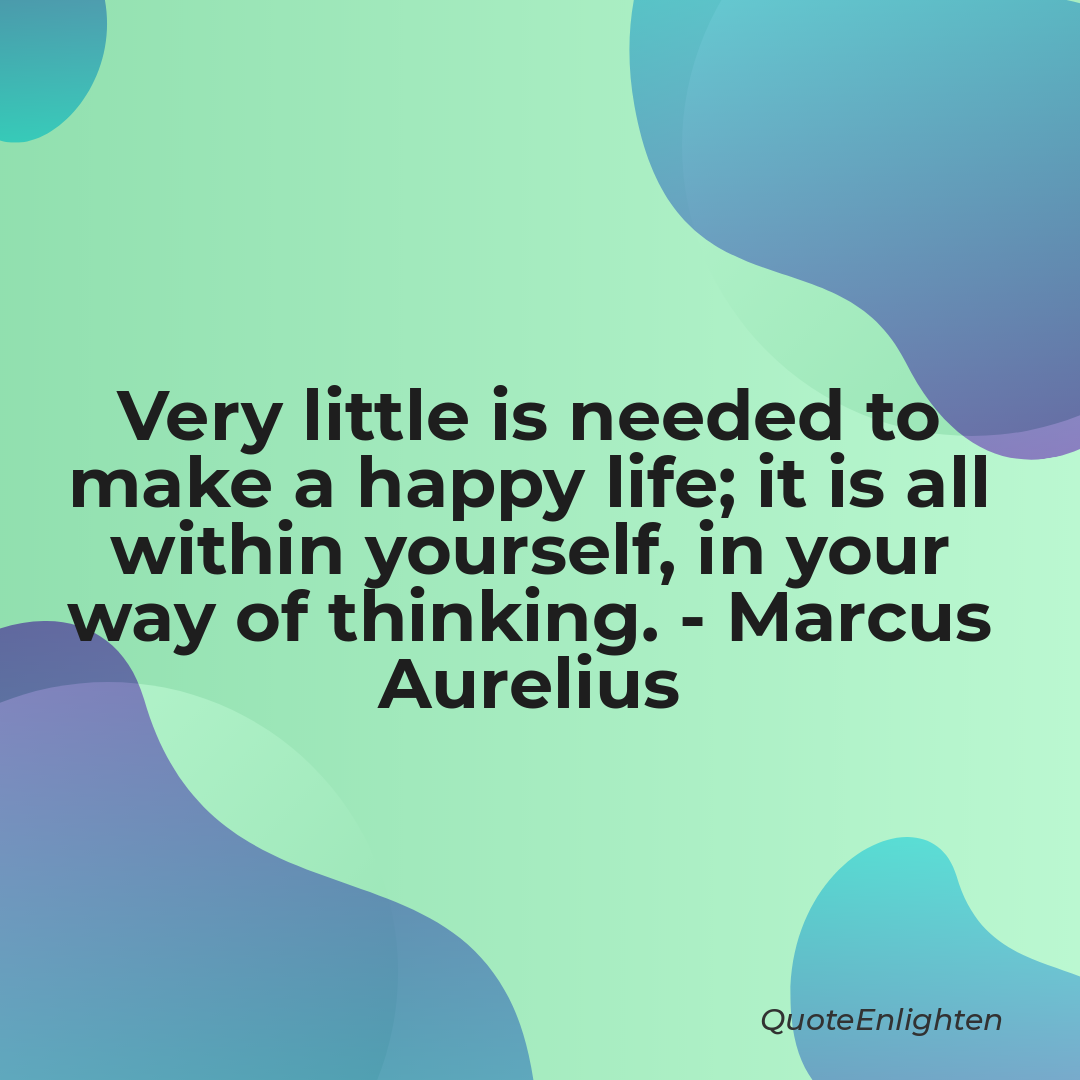 Very little is needed to
make a happy life; it is all
within yourself, in your
way of thinking. - Marcus
Aurelius
QuoteEnlighten